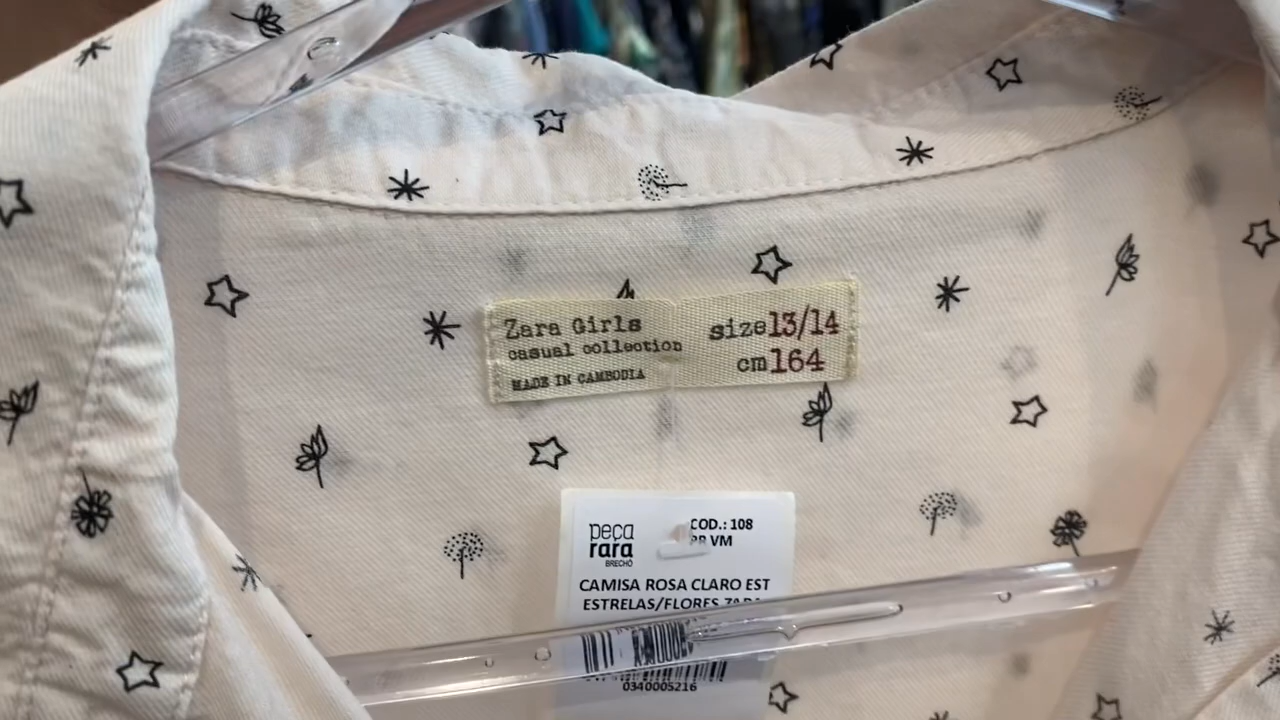 Zara Girls
casual collection
MADE IN CAMBODIA
size 13/14
cm 164
peça
rara
BRECHÓ
COD.: 108
VM
CAMISA ROSA CLARO EST
ESTRELAS/FLORES
0340005216